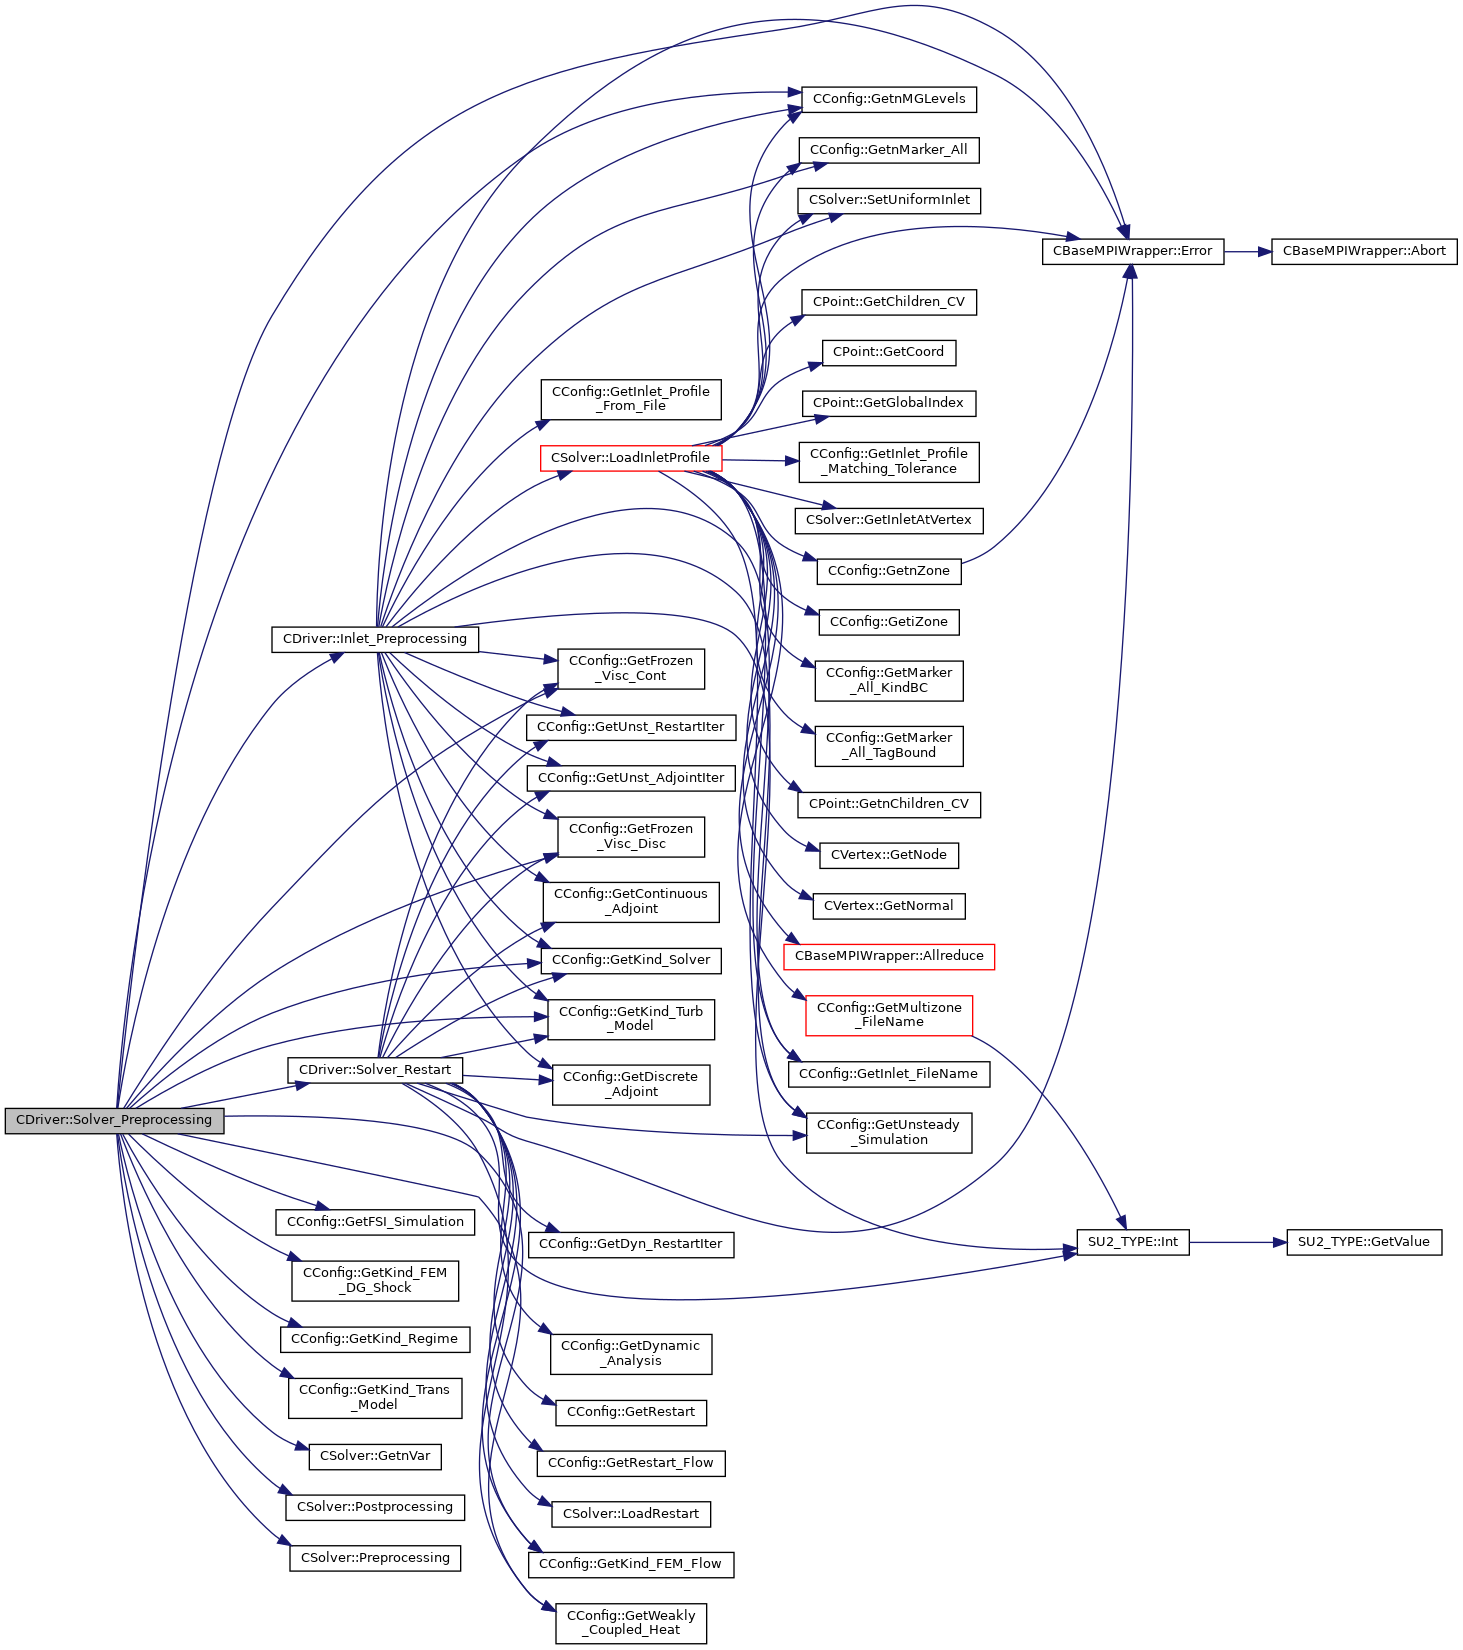 CConfig::GetnMGLevels
CConfig::GetnMarker_All
CSolver::SetUniformInlet
CBaseMPIWrapper::Error
CBaseMPIWrapper::Abort
CPoint::GetChildren_CV
CPoint::GetCoord
CConfig::GetInlet_Profile
_From_File
CPoint::GetGlobalIndex
CSolver::LoadInletProfile
CConfig::GetInlet_Profile
_Matching_Tolerance
CSolver::GetInletAtVertex
CConfig::GetnZone
CConfig::GetiZone
CDriver::Inlet_Preprocessing
CConfig::GetFrozen
_Visc_Cont
CConfig::GetMarker
_All_KindBC
CConfig::GetUnst_RestartIter
CConfig::GetMarker
_All_TagBound
CConfig::GetUnst_AdjointIter
CPoint::GetnChildren_CV
CConfig::GetFrozen
_Visc_Disc
CVertex::GetNode
CConfig::GetContinuous
_Adjoint
CVertex::GetNormal
CConfig::GetKind_Solver
CBaseMPIWrapper::Allreduce
CConfig::GetKind_Turb
_Model
CConfig::GetMultizone
_FileName
CDriver::Solver_Restart
CConfig::GetDiscrete
_Adjoint
CConfig::GetInlet_FileName
CDriver::Solver_Preprocessing
CConfig::GetUnsteady
_Simulation
CConfig::GetFSI_Simulation
CConfig::GetDyn_RestartIter
SU2_TYPE::Int
SU2_TYPE::GetValue
CConfig::GetKind_FEM
_DG_Shock
CConfig::GetKind_Regime
CConfig::GetDynamic
_Analysis
CConfig::GetKind_Trans
_Model
CConfig::GetRestart
CSolver::GetnVar
CConfig::GetRestart_Flow
CSolver::Postprocessing
CSolver::LoadRestart
CSolver::Preprocessing
CConfig::GetKind_FEM_Flow
CConfig::GetWeakly
_Coupled_Heat